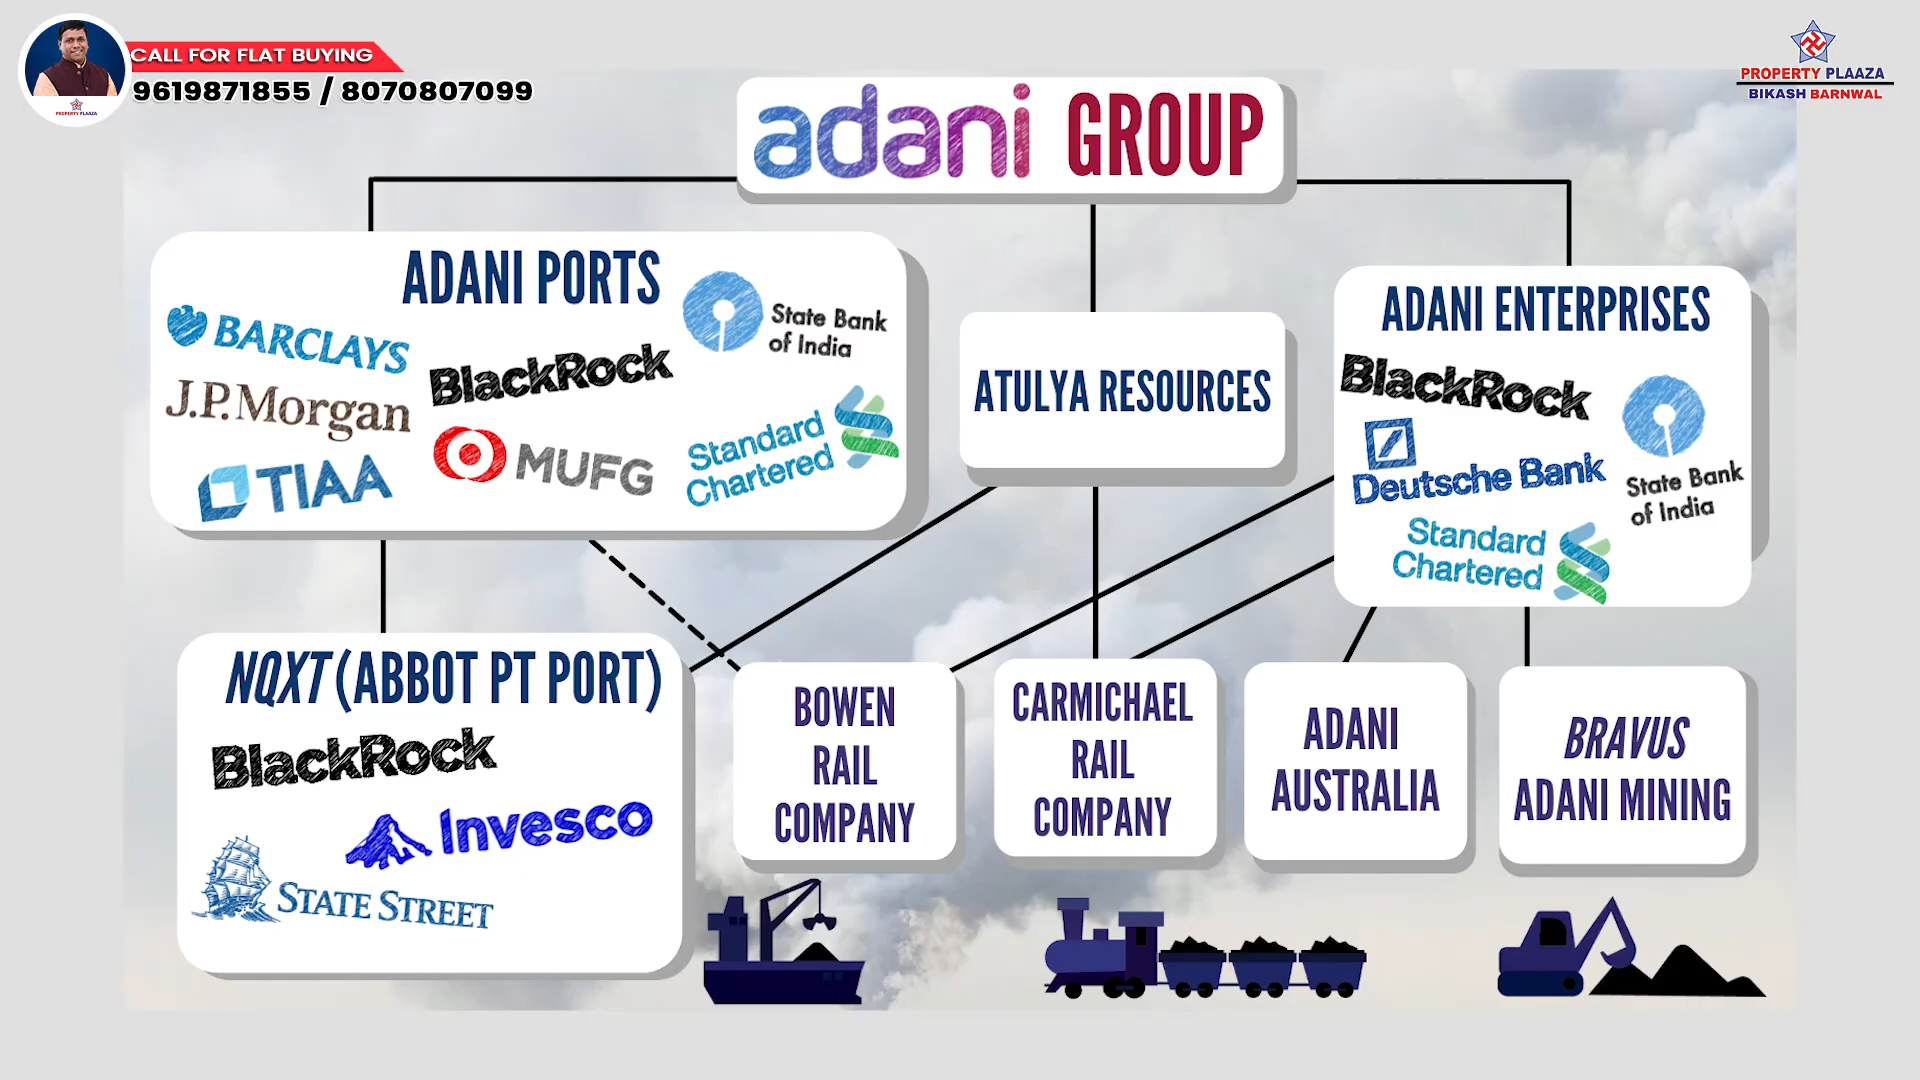 CALL FOR FLAT BUYING
9619871855 / 8070807099
PROPERTY PLAAZA
PROPERTY PLAAZA
BIKASH BARNWAL
adani GROUP
ADANI PORTS
BARCLAYS
J.P.Morgan
TIAA
BlackRock
MUFG
State Bank
of India
Standard
Chartered
ATULYA RESOURCES
ADANI ENTERPRISES
BlackRock
Deutsche Bank
State Bank
of India
Standard
Chartered
NQXT (ABBOT PT PORT)
BlackRock
Invesco
STATE STREET
BOWEN
RAIL
COMPANY
CARMICHAEL
RAIL
COMPANY
ADANI
AUSTRALIA
BRAVUS
ADANI MINING